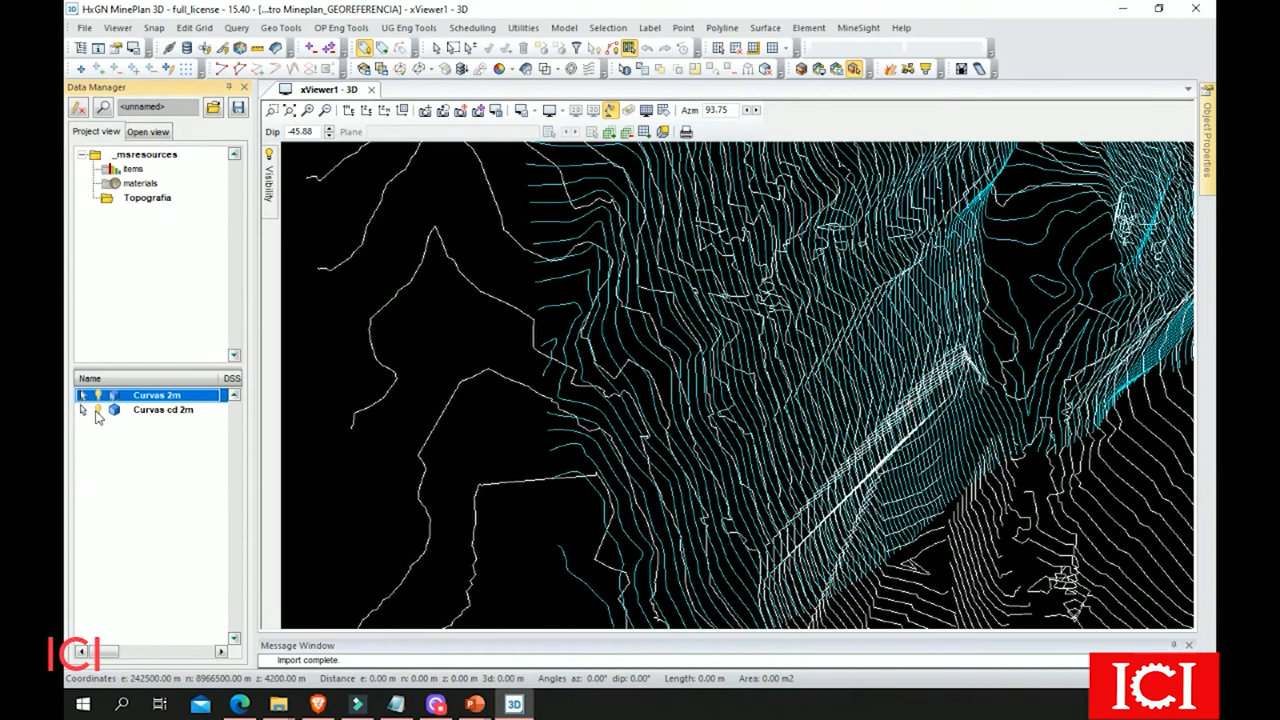 HxGN MinePlan 3D - full_license - 15.40 - [...tro Mineplan_GEOREFERENCIA] - xViewer1 - 3D
File Viewer Snap Edit Grid Query Geo Tools OP Eng Tools UG Eng Tools Scheduling Utilities Model Selection Label Point Polyline Surface Element MineSight Help
Data Manager
xViewer1 - 3D
<unnamed>
Azm 93.75
Project view Open view
Dip -45.88 Plane
_msresources
items
materials
Topografia
Visibility
Object Properties
Name DSS
Curvas 2m
Curvas cd 2m
Message Window
Import complete.
Coordinates e: 242500.00 m n: 8966500.00 m z: 4200.00 m Distance e: 0.00 m n: 0.00 m z: 0.00 m 3d: 0.00 m Angles az: 0.00° dip: 0.00° Length: 0.00 m Area: 0.00 m2
ICI
ICI
3D